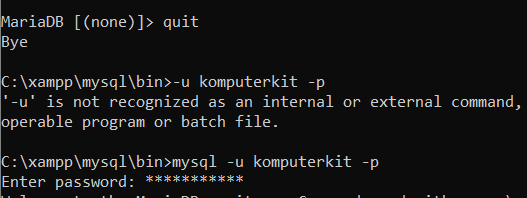 MariaDB [(none)]> quit
Bye
C:\xampp\mysql\bin>-u komputerkit -p
'-u' is not recognized as an internal or external command,
operable program or batch file.
C:\xampp\mysql\bin>mysql -u komputerkit -p
Enter password: ***********